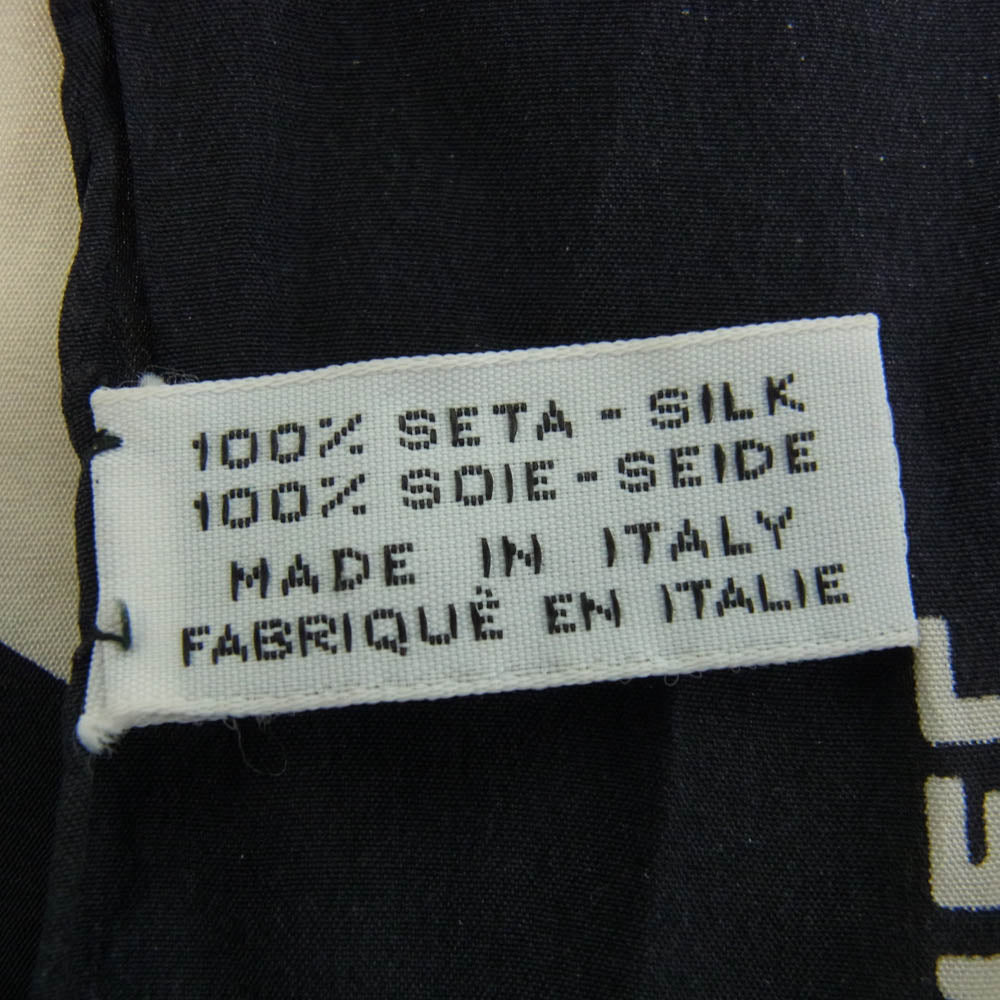 100% SETA - SILK
100% SOIE - SEIDE
MADE IN ITALY
FABRIQUÉ EN ITALIE